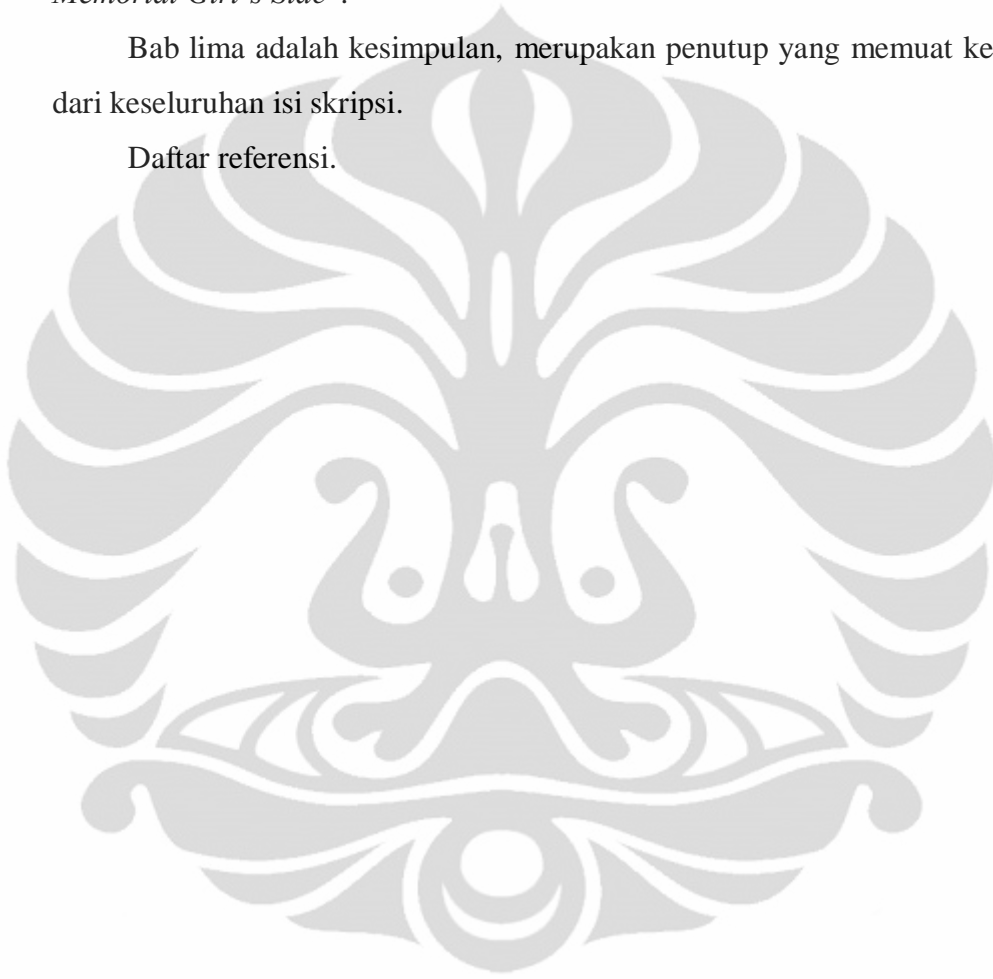 Bab lima adalah kesimpulan, merupakan penutup yang memuat ke
dari keseluruhan isi skripsi.
Daftar referensi.